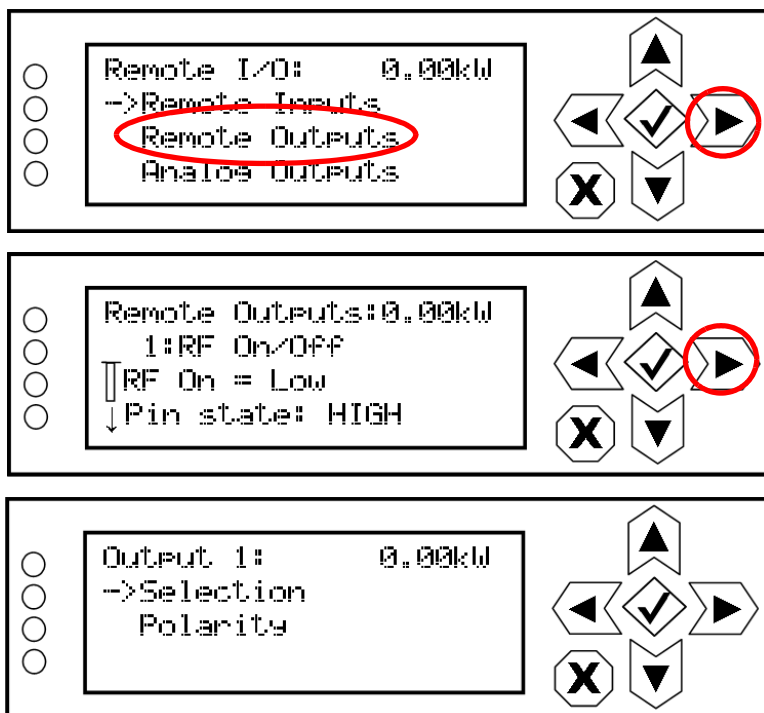 Remote I/O: 0.00kW
->Remote Inputs
Remote Outputs
Analog Outputs
X
Remote Outputs:0.00kW
1:RF On/Off
RF On = Low
↓Pin state: HIGH
X
Output 1: 0.00kW
->Selection
Polarity
X